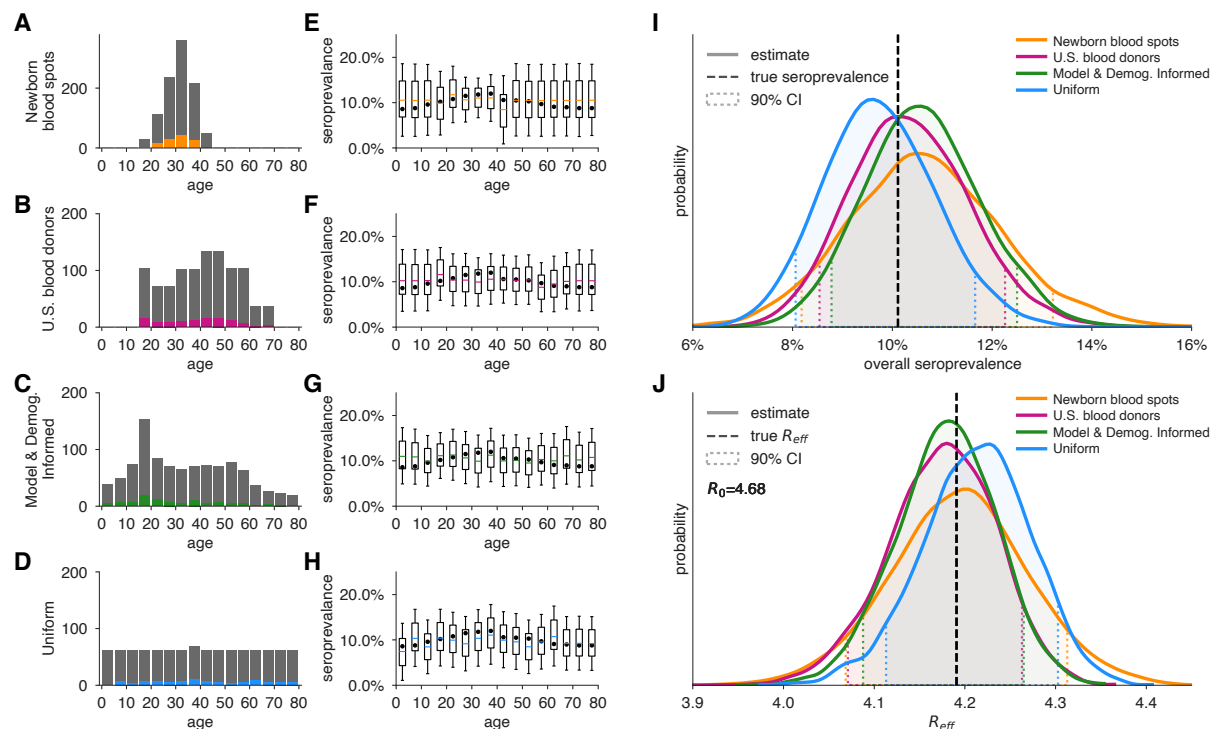 A
Newborn
blood spots
200
0
0 10 20 30 40 50 60 70 80
age
B
U.S. blood donors
200
100
0
0 10 20 30 40 50 60 70 80
age
C
Model & Demog.
Informed
200
100
0
0 10 20 30 40 50 60 70 80
age
D
Uniform
200
100
0
0 10 20 30 40 50 60 70 80
age
E
seroprevalance
20.0%
10.0%
0.0%
0 10 20 30 40 50 60 70 80
age
F
seroprevalance
20.0%
10.0%
0.0%
0 10 20 30 40 50 60 70 80
age
G
seroprevalance
20.0%
10.0%
0.0%
0 10 20 30 40 50 60 70 80
age
H
seroprevalance
20.0%
10.0%
0.0%
0 10 20 30 40 50 60 70 80
age
I
estimate
true seroprevalence
90% CI
Newborn blood spots
U.S. blood donors
Model & Demog. Informed
Uniform
probability
6% 8% 10% 12% 14% 16%
overall seroprevalence
J
estimate
true R_eff
90% CI
R₀=4.68
Newborn blood spots
U.S. blood donors
Model & Demog. Informed
Uniform
probability
3.9 4.0 4.1 4.2 4.3 4.4
R_eff